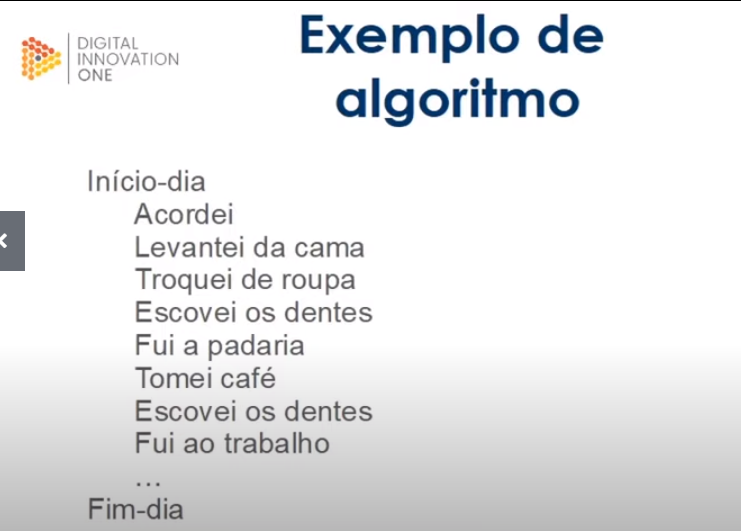 DIGITAL
INNOVATION
ONE
Exemplo de
algoritmo
Início-dia
Acordei
Levantei da cama
Troquei de roupa
Escovei os dentes
Fui a padaria
Tomei café
Escovei os dentes
Fui ao trabalho
...
Fim-dia